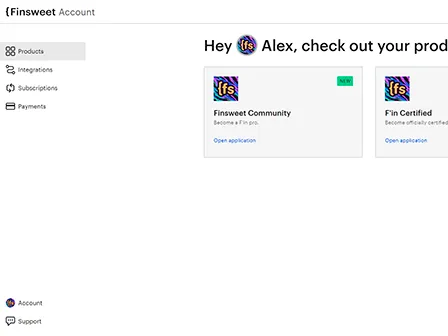 {Finsweet Account
Products
Integrations
Subscriptions
Payments
Hey {fs Alex, check out your prod
{fs
NEW
Finsweet Community
Become a F'in pro.
Open application
{fs
F'in Certified
Become officially certified
Open application
Account
Support